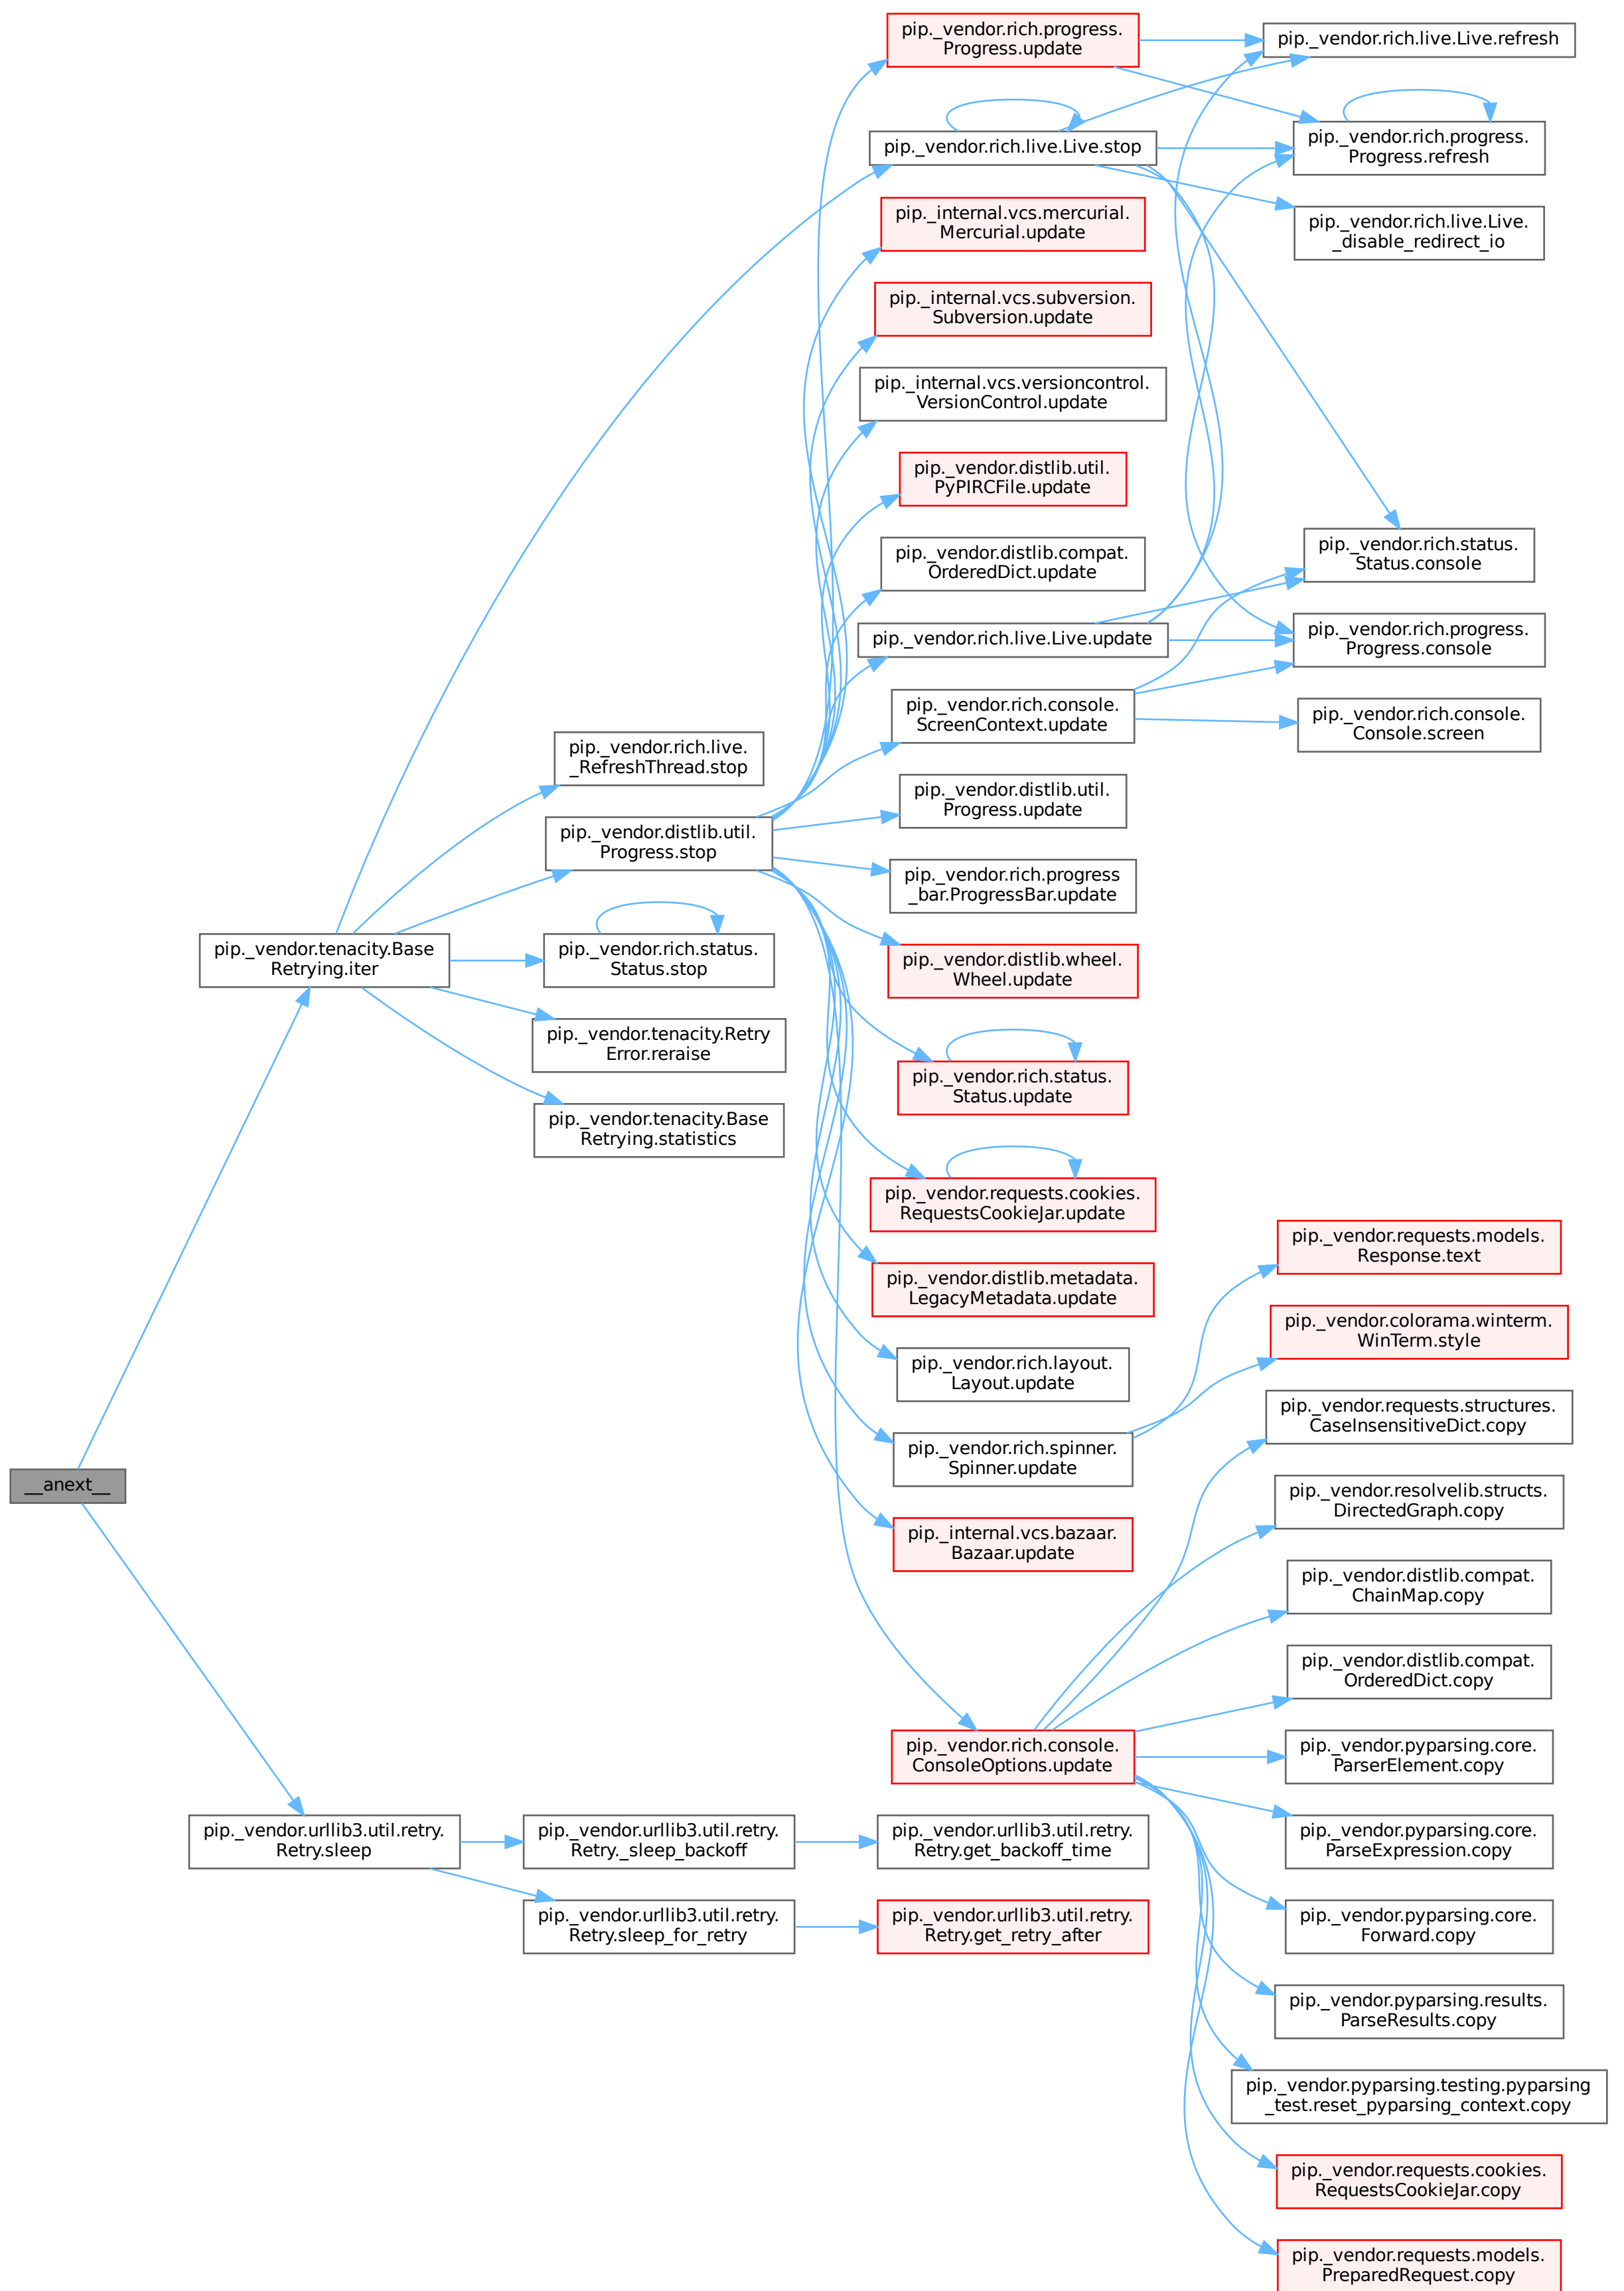 __anext__
pip._vendor.tenacity.Base
Retrying.iter
pip._vendor.urllib3.util.retry.
Retry.sleep
pip._vendor.rich.live.
_RefreshThread.stop
pip._vendor.distlib.util.
Progress.stop
pip._vendor.rich.status.
Status.stop
pip._vendor.tenacity.Retry
Error.reraise
pip._vendor.tenacity.Base
Retrying.statistics
pip._vendor.urllib3.util.retry.
Retry._sleep_backoff
pip._vendor.urllib3.util.retry.
Retry.sleep_for_retry
pip._vendor.rich.progress.
Progress.update
pip._vendor.rich.live.Live.stop
pip._internal.vcs.mercurial.
Mercurial.update
pip._internal.vcs.subversion.
Subversion.update
pip._internal.vcs.versioncontrol.
VersionControl.update
pip._vendor.distlib.util.
PyPIRCFile.update
pip._vendor.distlib.compat.
OrderedDict.update
pip._vendor.rich.live.Live.update
pip._vendor.rich.console.
ScreenContext.update
pip._vendor.distlib.util.
Progress.update
pip._vendor.rich.progress
_bar.ProgressBar.update
pip._vendor.distlib.wheel.
Wheel.update
pip._vendor.rich.status.
Status.update
pip._vendor.requests.cookies.
RequestsCookieJar.update
pip._vendor.distlib.metadata.
LegacyMetadata.update
pip._vendor.rich.layout.
Layout.update
pip._vendor.rich.spinner.
Spinner.update
pip._internal.vcs.bazaar.
Bazaar.update
pip._vendor.rich.console.
ConsoleOptions.update
pip._vendor.urllib3.util.retry.
Retry.get_backoff_time
pip._vendor.urllib3.util.retry.
Retry.get_retry_after
pip._vendor.rich.live.Live.refresh
pip._vendor.rich.progress.
Progress.refresh
pip._vendor.rich.live.Live.
_disable_redirect_io
pip._vendor.rich.status.
Status.console
pip._vendor.rich.progress.
Progress.console
pip._vendor.rich.console.
Console.screen
pip._vendor.requests.models.
Response.text
pip._vendor.colorama.winterm.
WinTerm.style
pip._vendor.requests.structures.
CaseInsensitiveDict.copy
pip._vendor.resolvelib.structs.
DirectedGraph.copy
pip._vendor.distlib.compat.
ChainMap.copy
pip._vendor.distlib.compat.
OrderedDict.copy
pip._vendor.pyparsing.core.
ParserElement.copy
pip._vendor.pyparsing.core.
ParseExpression.copy
pip._vendor.pyparsing.core.
Forward.copy
pip._vendor.pyparsing.results.
ParseResults.copy
pip._vendor.pyparsing.testing.pyparsing
_test.reset_pyparsing_context.copy
pip._vendor.requests.cookies.
RequestsCookieJar.copy
pip._vendor.requests.models.
PreparedRequest.copy